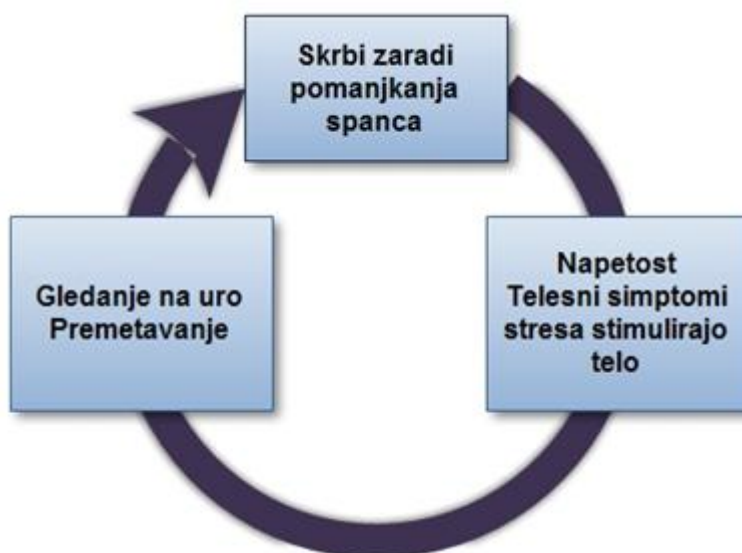 Skrbi zaradi
pomanjkanja
spanca
Napetost
Telesni simptomi
stresa stimulirajo
telo
Gledanje na uro
Premetavanje